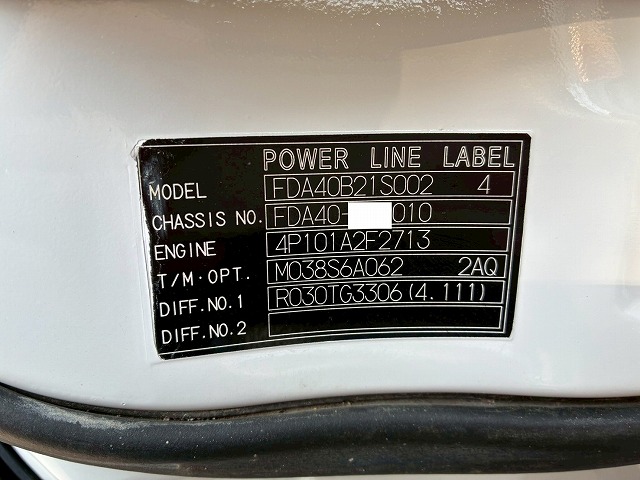 POWER LINE LABEL
MODEL FDA40B21S002 4
CHASSIS NO. FDA40- 010
ENGINE 4P101A2F2713
T/M·OPT. M038S6A062 2AQ
DIFF.NO.1 R030TG3306(4.111)
DIFF.NO.2